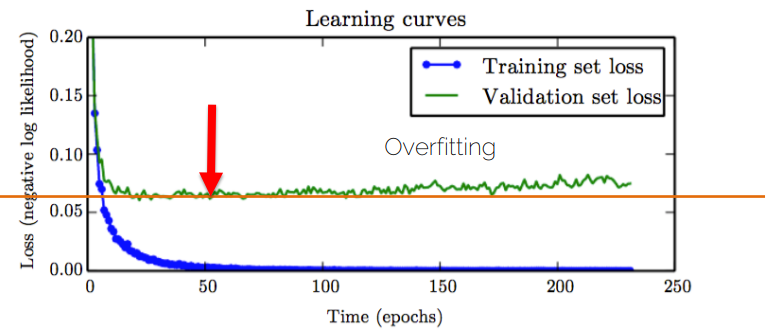 Learning curves
0.20
0.15
0.10
0.05
0.00
Loss (negative log likelihood)
Training set loss
Validation set loss
Overfitting
0
50
100
150
200
250
Time (epochs)